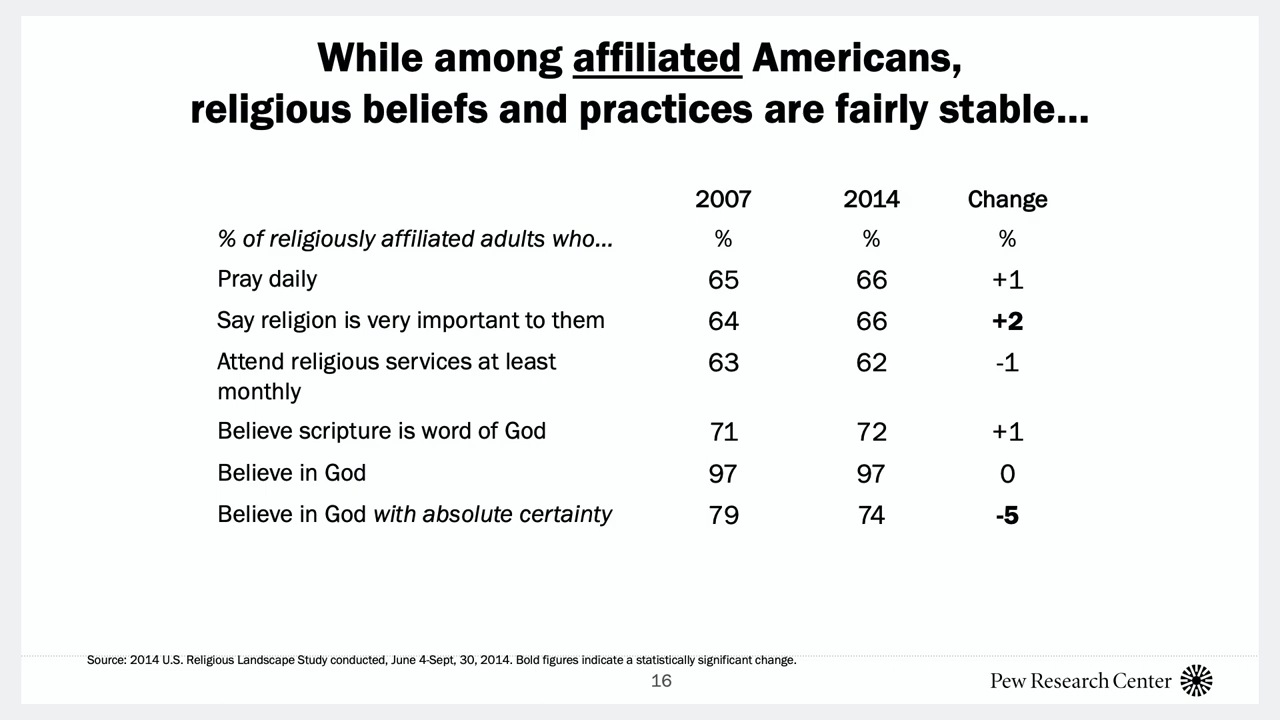 While among affiliated Americans,
religious beliefs and practices are fairly stable...
2007 2014 Change
% of religiously affiliated adults who... % % %
Pray daily 65 66 +1
Say religion is very important to them 64 66 +2
Attend religious services at least 63 62 -1
monthly
Believe scripture is word of God 71 72 +1
Believe in God 97 97 0
Believe in God with absolute certainty 79 74 -5
Source: 2014 U.S. Religious Landscape Study conducted, June 4-Sept, 30, 2014. Bold figures indicate a statistically significant change.
16
Pew Research Center